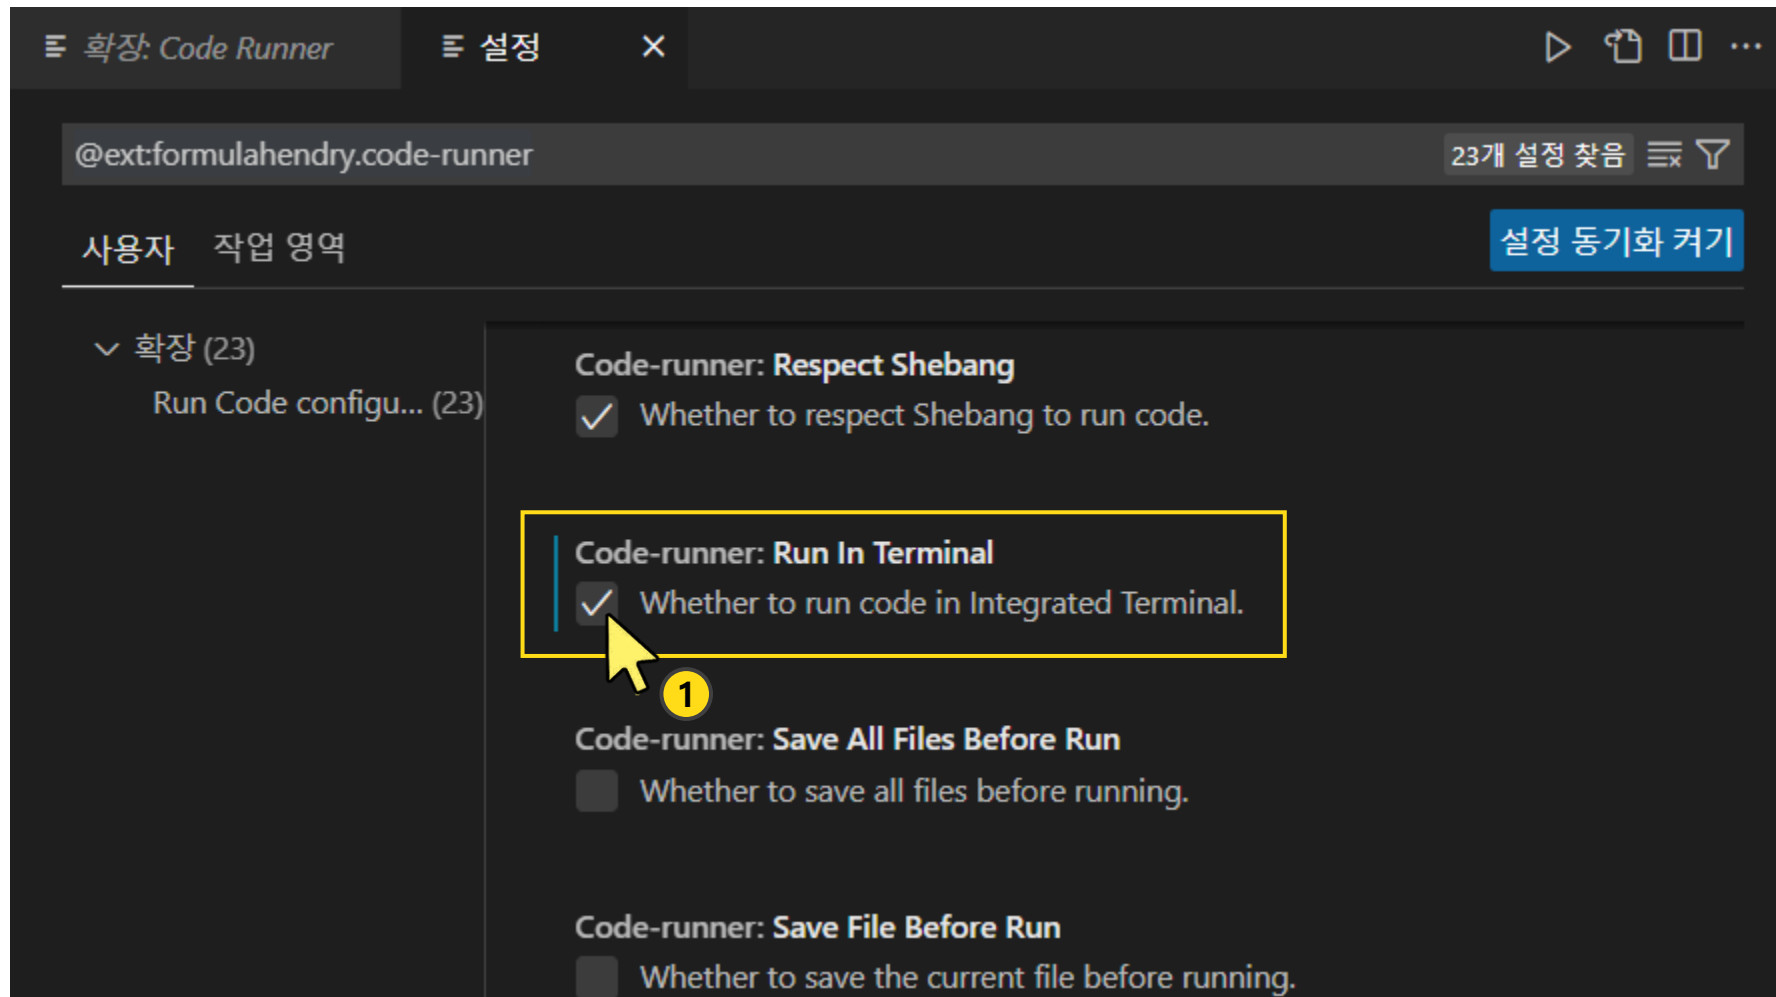 확장: Code Runner
설정
@ext:formulahendry.code-runner
23개 설정 찾음
사용자
작업 영역
설정 동기화 켜기
확장 (23)
Run Code configu... (23)
Code-runner: Respect Shebang
Whether to respect Shebang to run code.
Code-runner: Run In Terminal
Whether to run code in Integrated Terminal.
1
Code-runner: Save All Files Before Run
Whether to save all files before running.
Code-runner: Save File Before Run
Whether to save the current file before running.